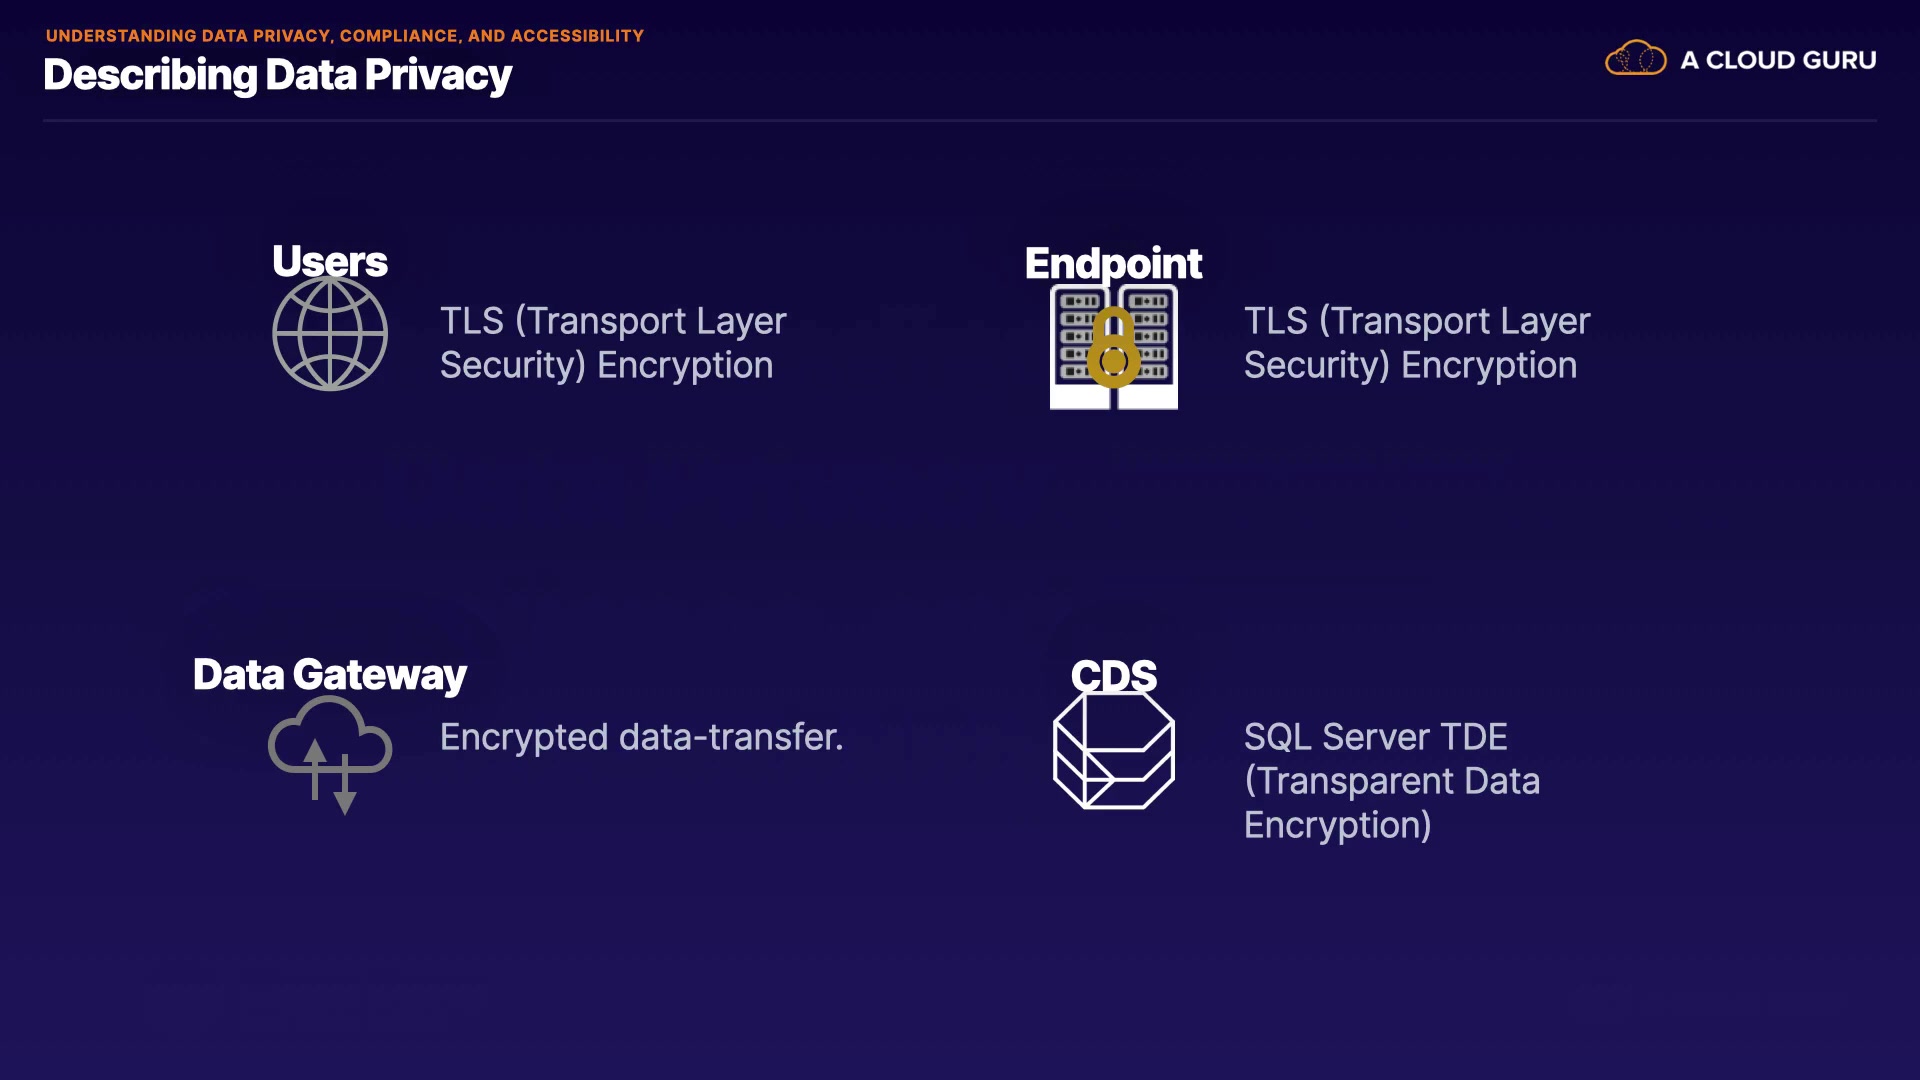 UNDERSTANDING DATA PRIVACY, COMPLIANCE, AND ACCESSIBILITY
Describing Data Privacy
A CLOUD GURU
Users
TLS (Transport Layer
Security) Encryption
Endpoint
TLS (Transport Layer
Security) Encryption
Data Gateway
Encrypted data-transfer.
CDS
SQL Server TDE
(Transparent Data
Encryption)